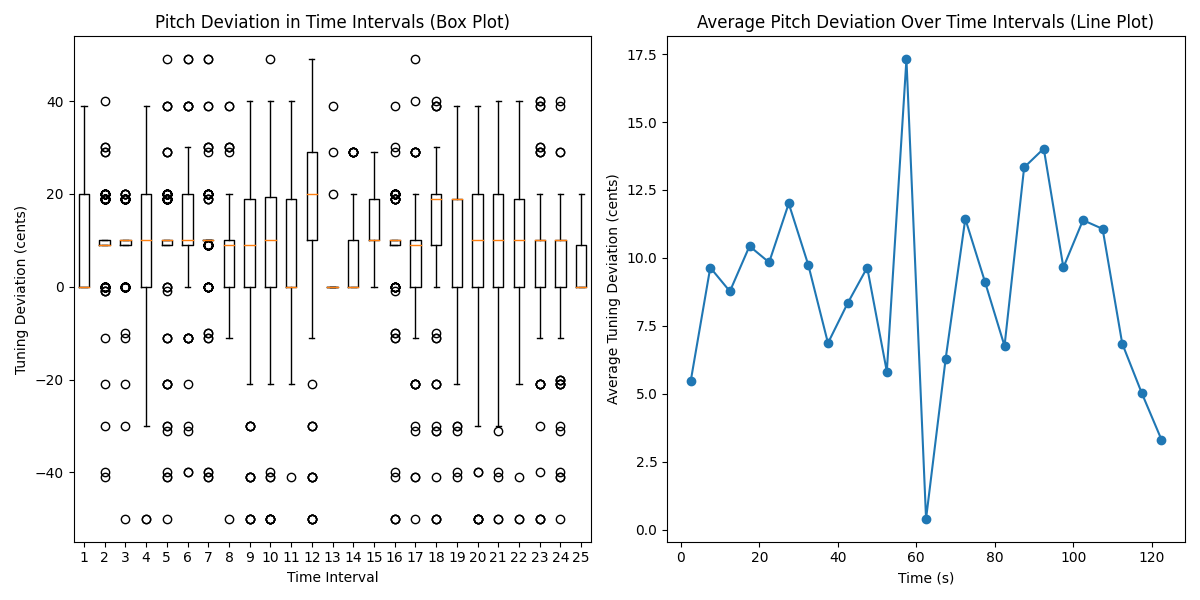 Pitch Deviation in Time Intervals (Box Plot)
Tuning Deviation (cents)
40
20
0
−20
−40
1 2 3 4 5 6 7 8 9 10 11 12 13 14 15 16 17 18 19 20 21 22 23 24 25
Time Interval
Average Pitch Deviation Over Time Intervals (Line Plot)
Average Tuning Deviation (cents)
17.5
15.0
12.5
10.0
7.5
5.0
2.5
0.0
0 20 40 60 80 100 120
Time (s)